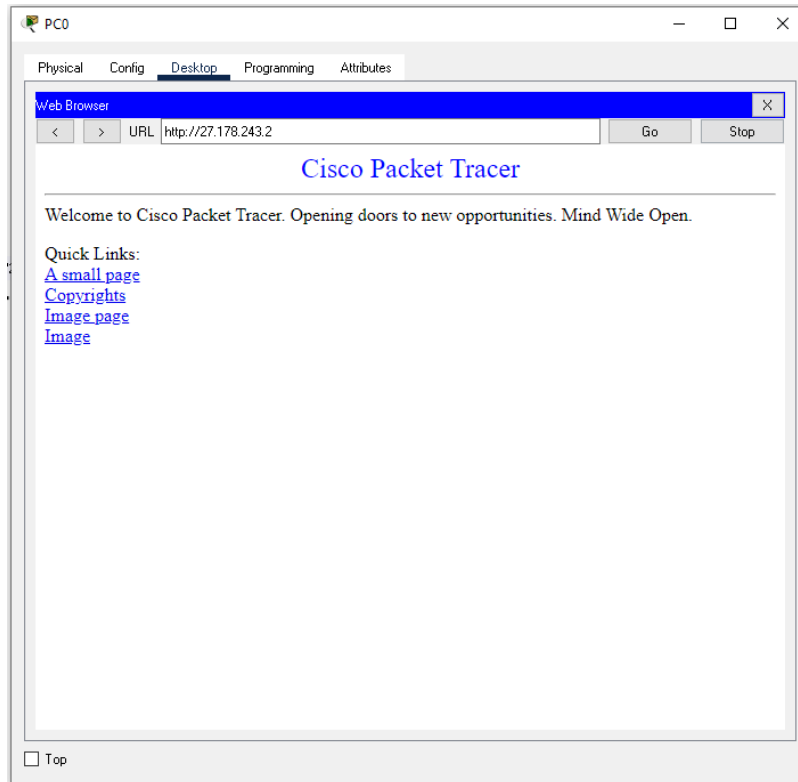 PC0
Physical Config Desktop Programming Attributes
Web Browser X
< > URL http://27.178.243.2 Go Stop
Cisco Packet Tracer
Welcome to Cisco Packet Tracer. Opening doors to new opportunities. Mind Wide Open.
Quick Links:
A small page
Copyrights
Image page
Image
Top